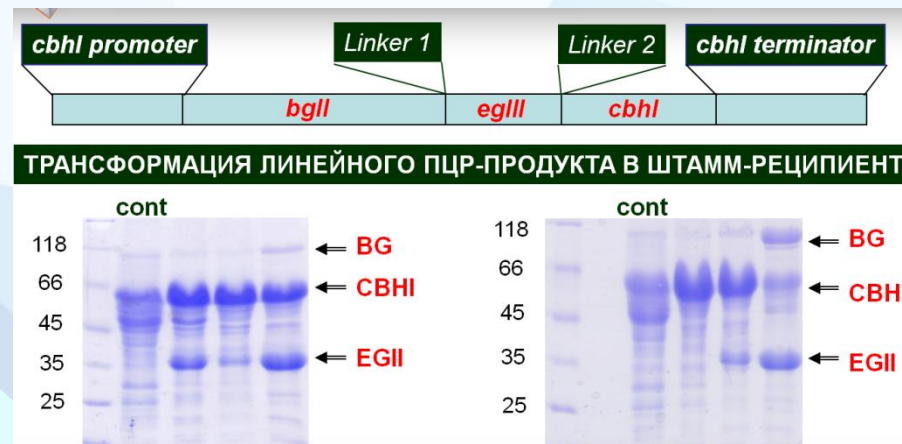 cbhI promoter
Linker 1
Linker 2
cbhI terminator
bglI
eglII
cbhI
ТРАНСФОРМАЦИЯ ЛИНЕЙНОГО ПЦР-ПРОДУКТА В ШТАММ-РЕЦИПИЕНТ
cont
118
66
45
35
25
BG
CBHI
EGII
cont
118
66
45
35
25
BG
CBH
EGII